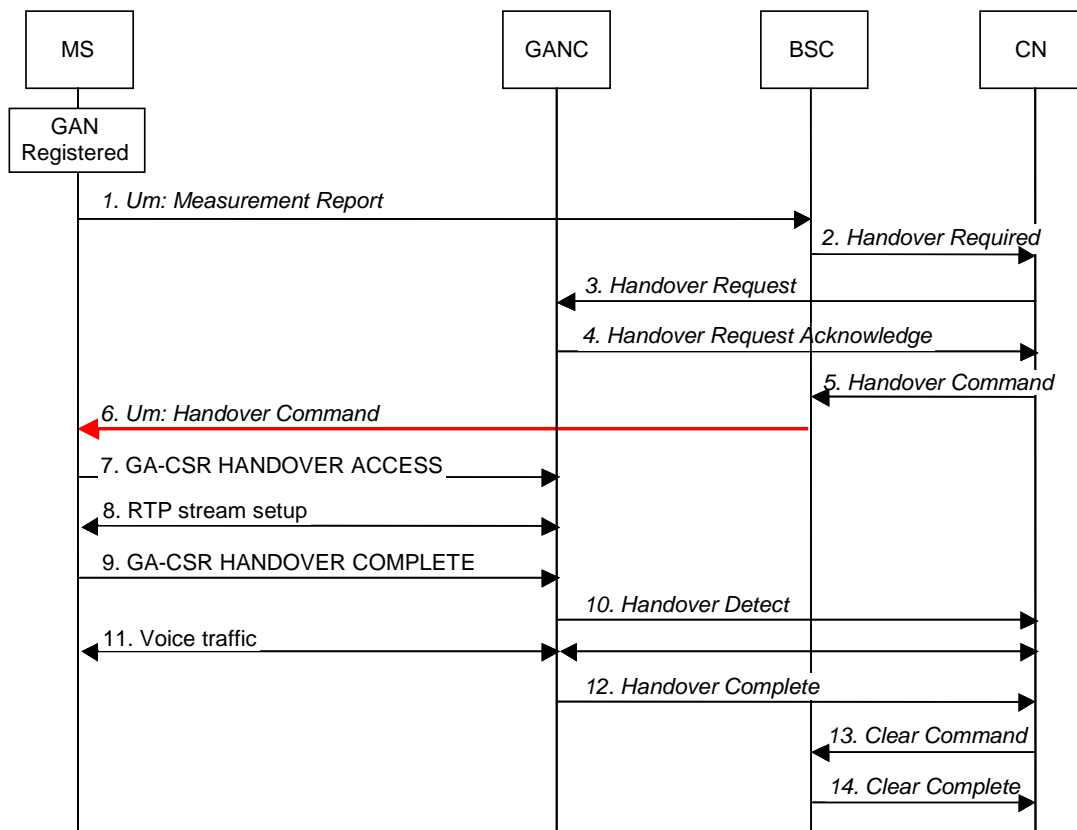 MS
GANC
BSC
CN
GAN
Registered
1. Um: Measurement Report
2. Handover Required
3. Handover Request
4. Handover Request Acknowledge
5. Handover Command
6. Um: Handover Command
7. GA-CSR HANDOVER ACCESS
8. RTP stream setup
9. GA-CSR HANDOVER COMPLETE
10. Handover Detect
11. Voice traffic
12. Handover Complete
13. Clear Command
14. Clear Complete